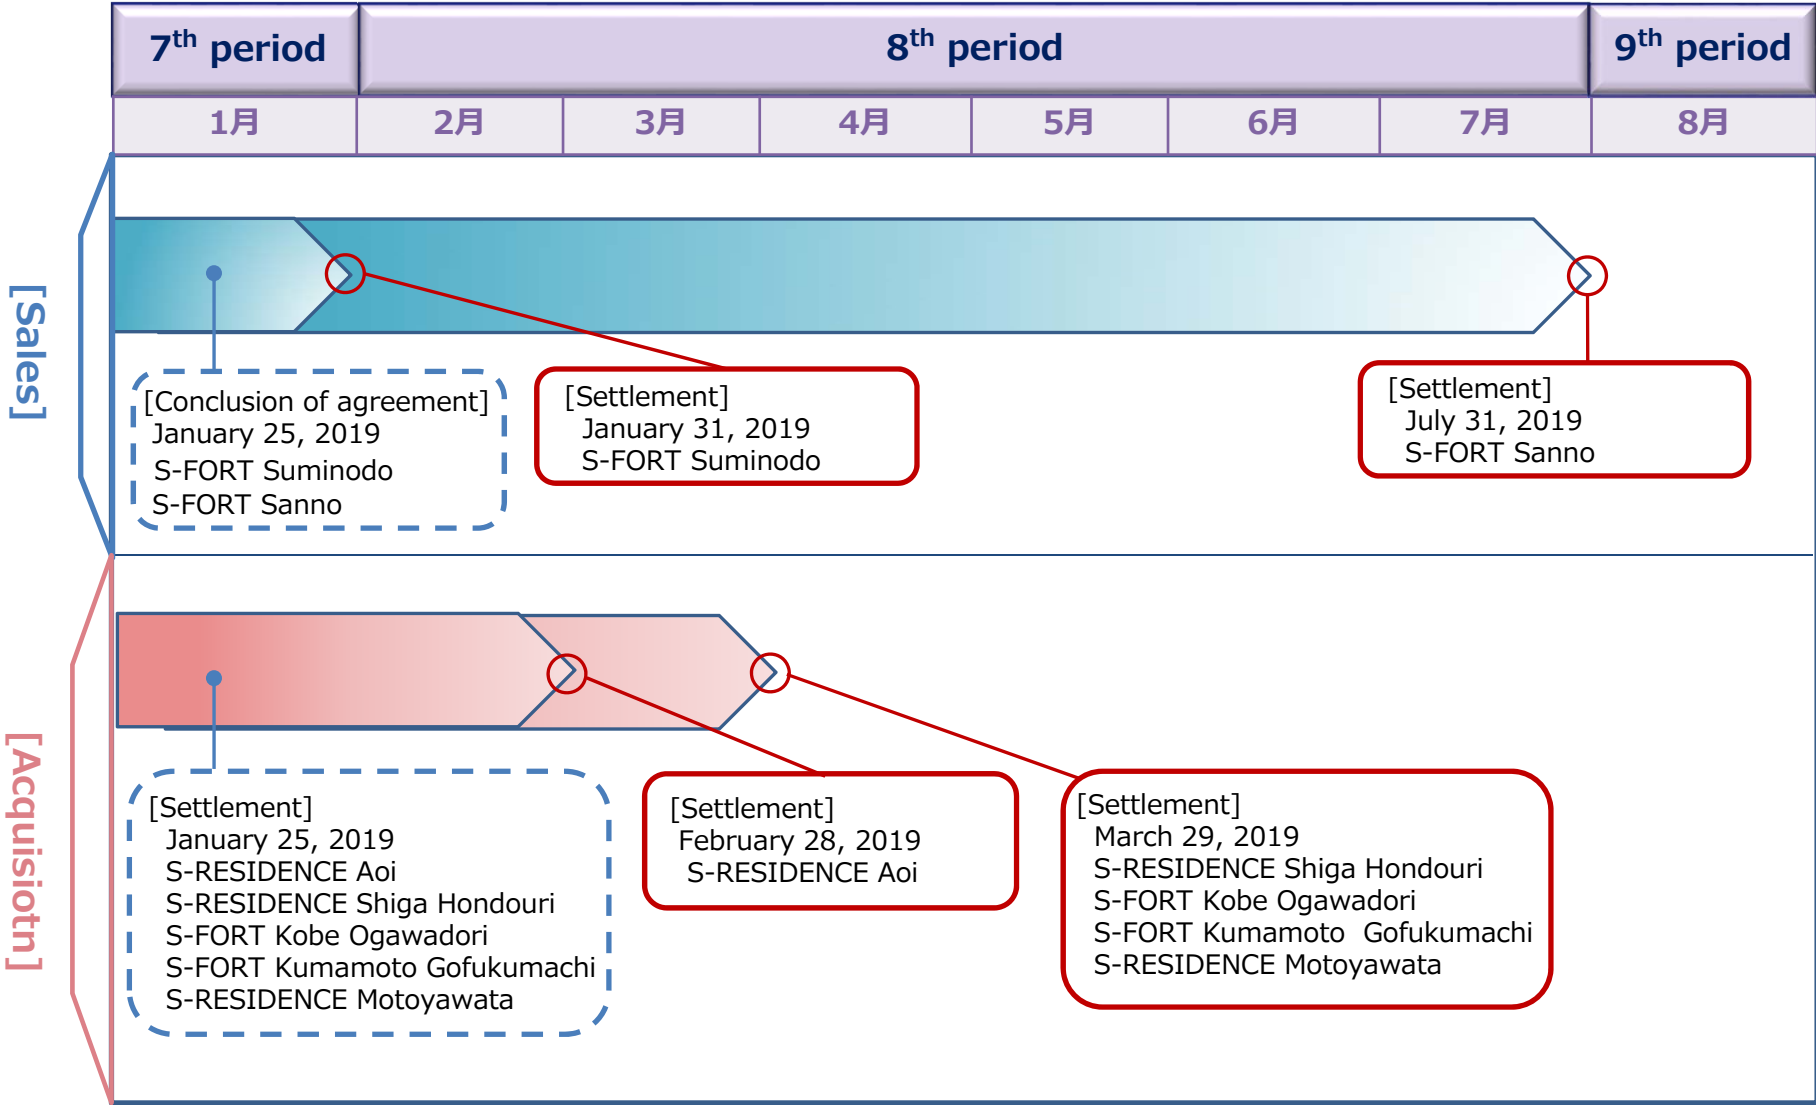 7th period 8th period 9th period
1月 2月 3月 4月 5月 6月 7月 8月
[Sales]
[Conclusion of agreement]
January 25, 2019
S-FORT Suminodo
S-FORT Sanno
[Settlement]
January 31, 2019
S-FORT Suminodo
[Settlement]
July 31, 2019
S-FORT Sanno
[Acquisiotn]
[Settlement]
January 25, 2019
S-RESIDENCE Aoi
S-RESIDENCE Shiga Hondouri
S-FORT Kobe Ogawadori
S-FORT Kumamoto Gofukumachi
S-RESIDENCE Motoyawata
[Settlement]
February 28, 2019
S-RESIDENCE Aoi
[Settlement]
March 29, 2019
S-RESIDENCE Shiga Hondouri
S-FORT Kobe Ogawadori
S-FORT Kumamoto Gofukumachi
S-RESIDENCE Motoyawata